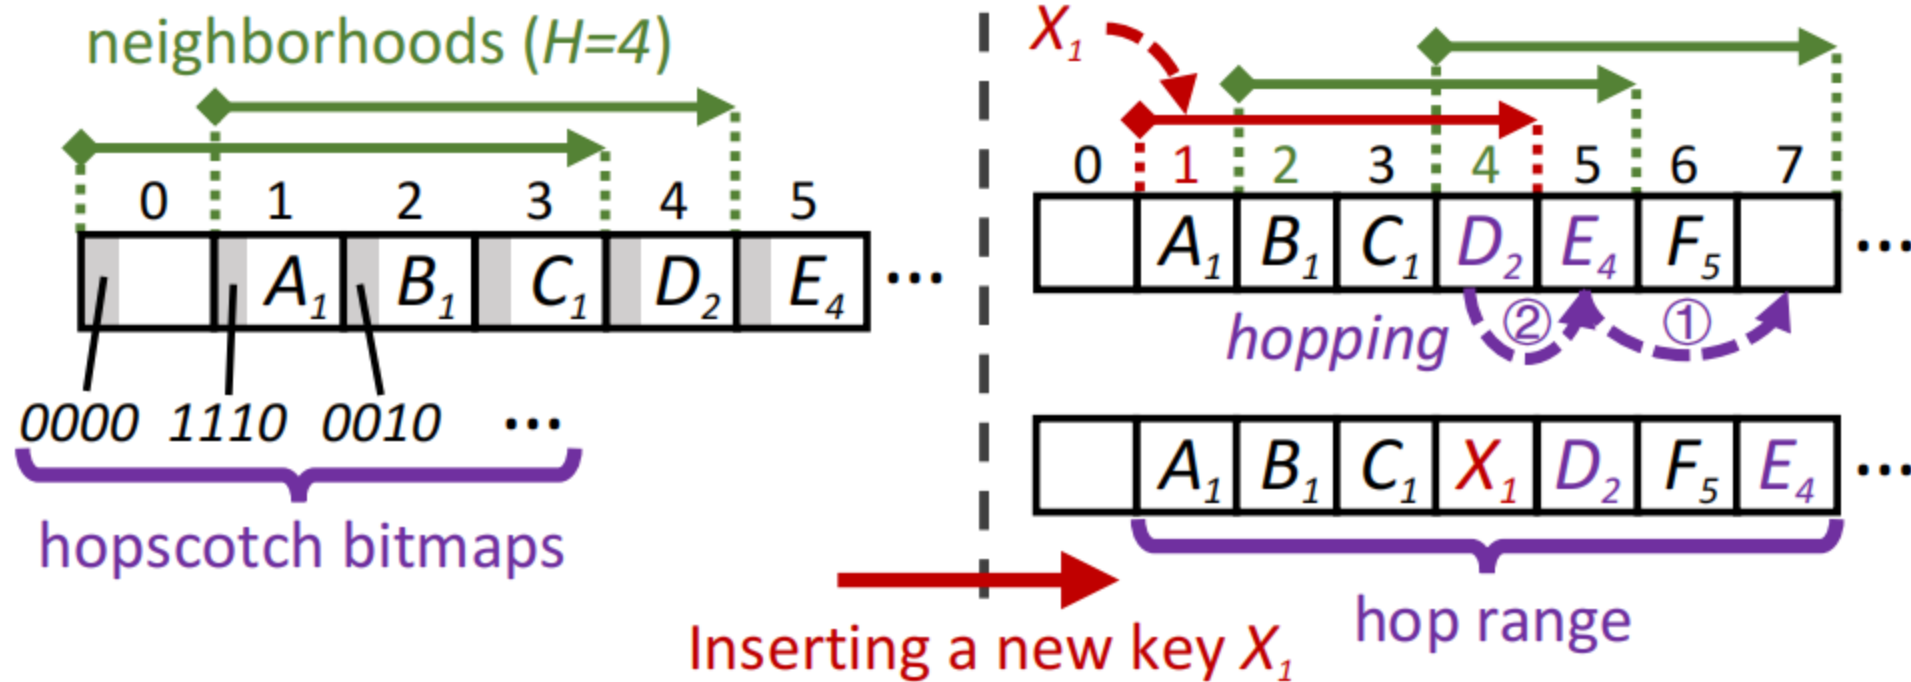 neighborhoods (H=4)
0 1 2 3 4 5
A1 B1 C1 D2 E4 ...
0000 1110 0010 ...
hopscotch bitmaps
X1
0 1 2 3 4 5 6 7
A1 B1 C1 D2 E4 F5 ...
hopping ② ①
A1 B1 C1 X1 D2 F5 E4 ...
hop range
Inserting a new key X1